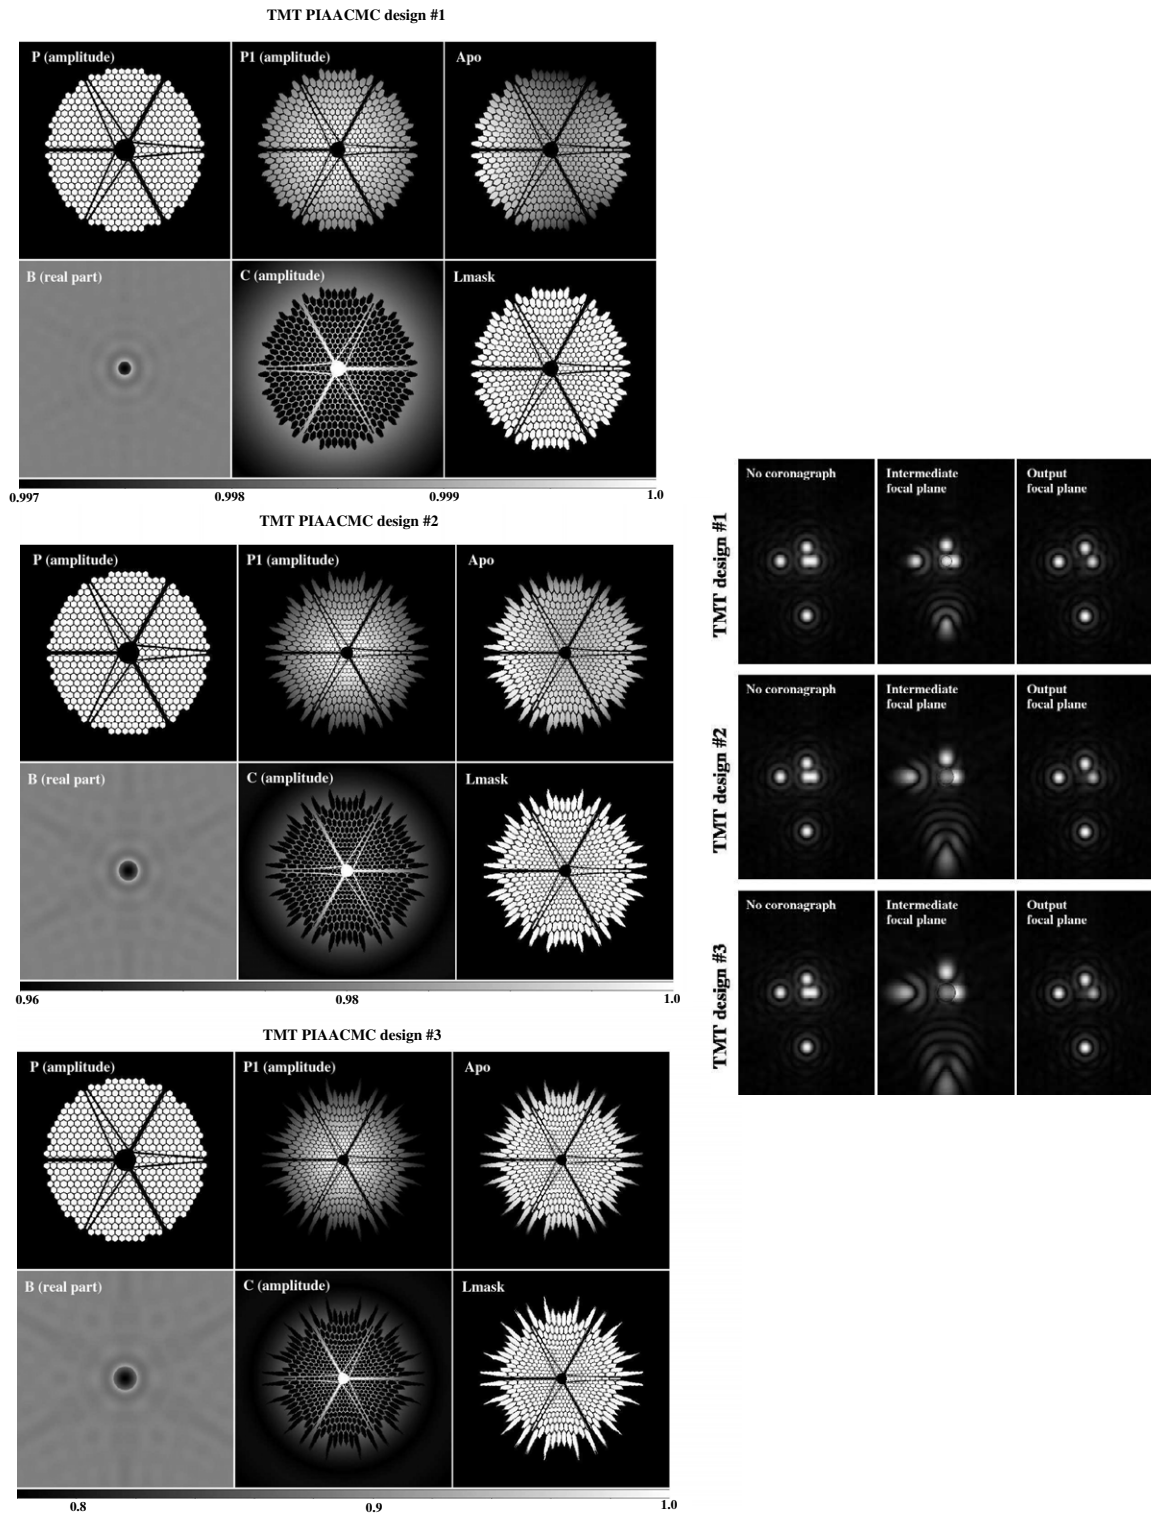 TMT PIAACMC design #1
P (amplitude)
P1 (amplitude)
Apo
B (real part)
C (amplitude)
Lmask
0.997
0.998
0.999
1.0
TMT PIAACMC design #2
P (amplitude)
P1 (amplitude)
Apo
B (real part)
C (amplitude)
Lmask
0.96
0.98
1.0
TMT PIAACMC design #3
P (amplitude)
P1 (amplitude)
Apo
B (real part)
C (amplitude)
Lmask
0.8
0.9
1.0
TMT design #1
No coronagraph
Intermediate
focal plane
Output
focal plane
TMT design #2
No coronagraph
Intermediate
focal plane
Output
focal plane
TMT design #3
No coronagraph
Intermediate
focal plane
Output
focal plane